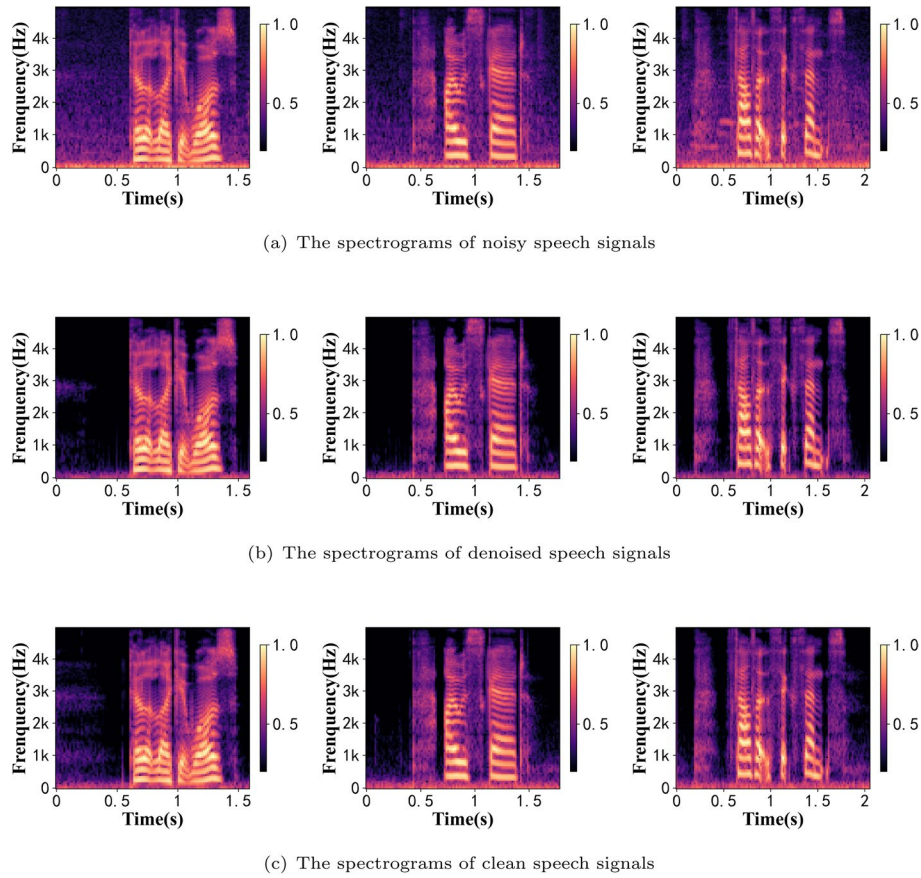 Frenquency(Hz) 4k 3k 2k 1k 0 0 0.5 1 1.5 Time(s) 1.0 0.5
Frenquency(Hz) 4k 3k 2k 1k 0 0 0.5 1 1.5 Time(s) 1.0 0.5
Frenquency(Hz) 4k 3k 2k 1k 0 0 0.5 1 1.5 2 Time(s) 1.0 0.5
(a) The spectrograms of noisy speech signals
Frenquency(Hz) 4k 3k 2k 1k 0 0 0.5 1 1.5 Time(s) 1.0 0.5
Frenquency(Hz) 4k 3k 2k 1k 0 0 0.5 1 1.5 Time(s) 1.0 0.5
Frenquency(Hz) 4k 3k 2k 1k 0 0 0.5 1 1.5 2 Time(s) 1.0 0.5
(b) The spectrograms of denoised speech signals
Frenquency(Hz) 4k 3k 2k 1k 0 0 0.5 1 1.5 Time(s) 1.0 0.5
Frenquency(Hz) 4k 3k 2k 1k 0 0 0.5 1 1.5 Time(s) 1.0 0.5
Frenquency(Hz) 4k 3k 2k 1k 0 0 0.5 1 1.5 2 Time(s) 1.0 0.5
(c) The spectrograms of clean speech signals